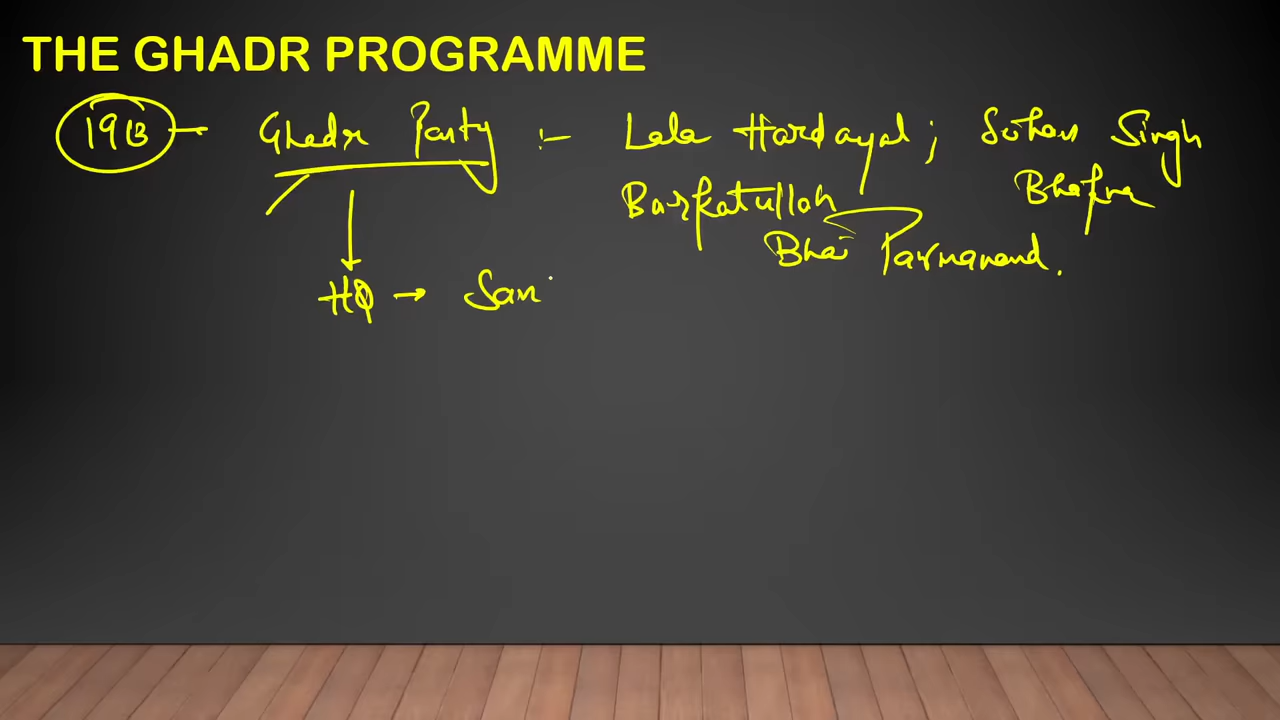 THE GHADR PROGRAMME
1913 - Ghadr Party :- Lala Hardayal; Sohan Singh
Barkatullah Bhakna
Bhai Parmanand.
HQ → San